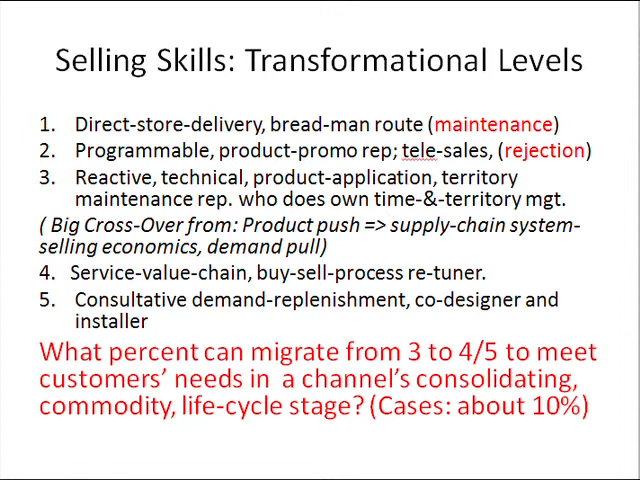 Selling Skills: Transformational Levels
1. Direct-store-delivery, bread-man route (maintenance)
2. Programmable, product-promo rep; tele-sales, (rejection)
3. Reactive, technical, product-application, territory
maintenance rep. who does own time-&-territory mgt.
( Big Cross-Over from: Product push => supply-chain system-
selling economics, demand pull)
4. Service-value-chain, buy-sell-process re-tuner.
5. Consultative demand-replenishment, co-designer and
installer
What percent can migrate from 3 to 4/5 to meet
customers' needs in a channel's consolidating,
commodity, life-cycle stage? (Cases: about 10%)